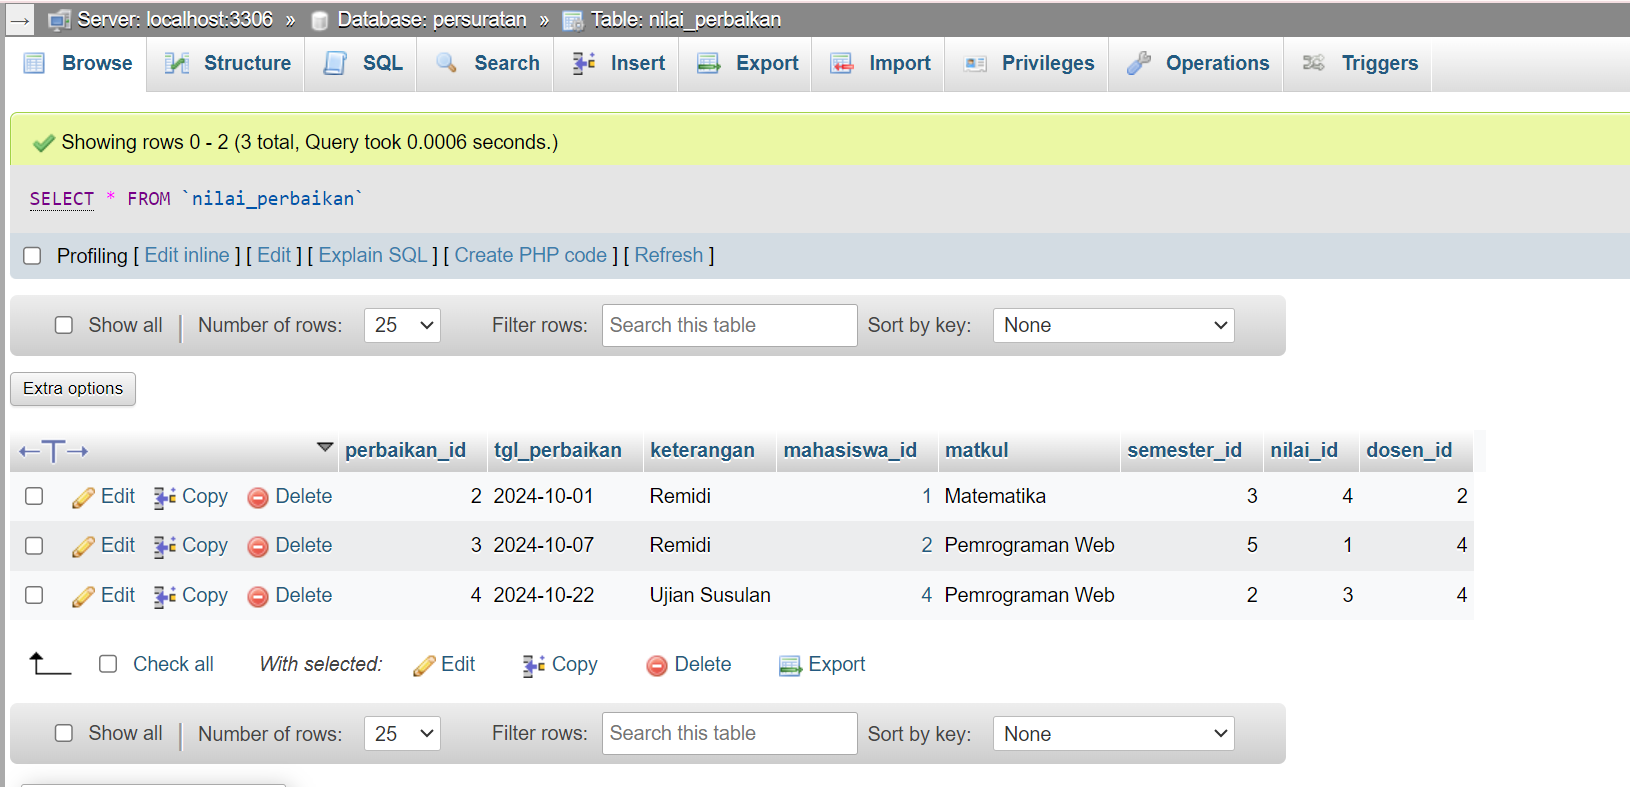 Server: localhost:3306 » Database: persuratan » Table: nilai_perbaikan
Browse Structure SQL Search Insert Export Import Privileges Operations Triggers
Showing rows 0 - 2 (3 total, Query took 0.0006 seconds.)
SELECT * FROM `nilai_perbaikan`
Profiling [ Edit inline ] [ Edit ] [ Explain SQL ] [ Create PHP code ] [ Refresh ]
Show all | Number of rows: 25 Filter rows: Search this table Sort by key: None
Extra options
←T→ perbaikan_id tgl_perbaikan keterangan mahasiswa_id matkul semester_id nilai_id dosen_id
Edit Copy Delete 2 2024-10-01 Remidi 1 Matematika 3 4 2
Edit Copy Delete 3 2024-10-07 Remidi 2 Pemrograman Web 5 1 4
Edit Copy Delete 4 2024-10-22 Ujian Susulan 4 Pemrograman Web 2 3 4
Check all With selected: Edit Copy Delete Export
Show all | Number of rows: 25 Filter rows: Search this table Sort by key: None